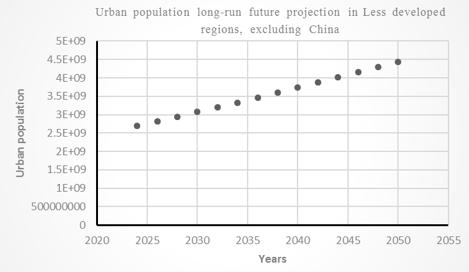 Urban population long-run future projection in Less developed
regions, excluding China
5E+09
4.5E+09
4E+09
3.5E+09
3E+09
2.5E+09
2E+09
1.5E+09
1E+09
500000000
0
Urban population
2020 2025 2030 2035 2040 2045 2050 2055
Years